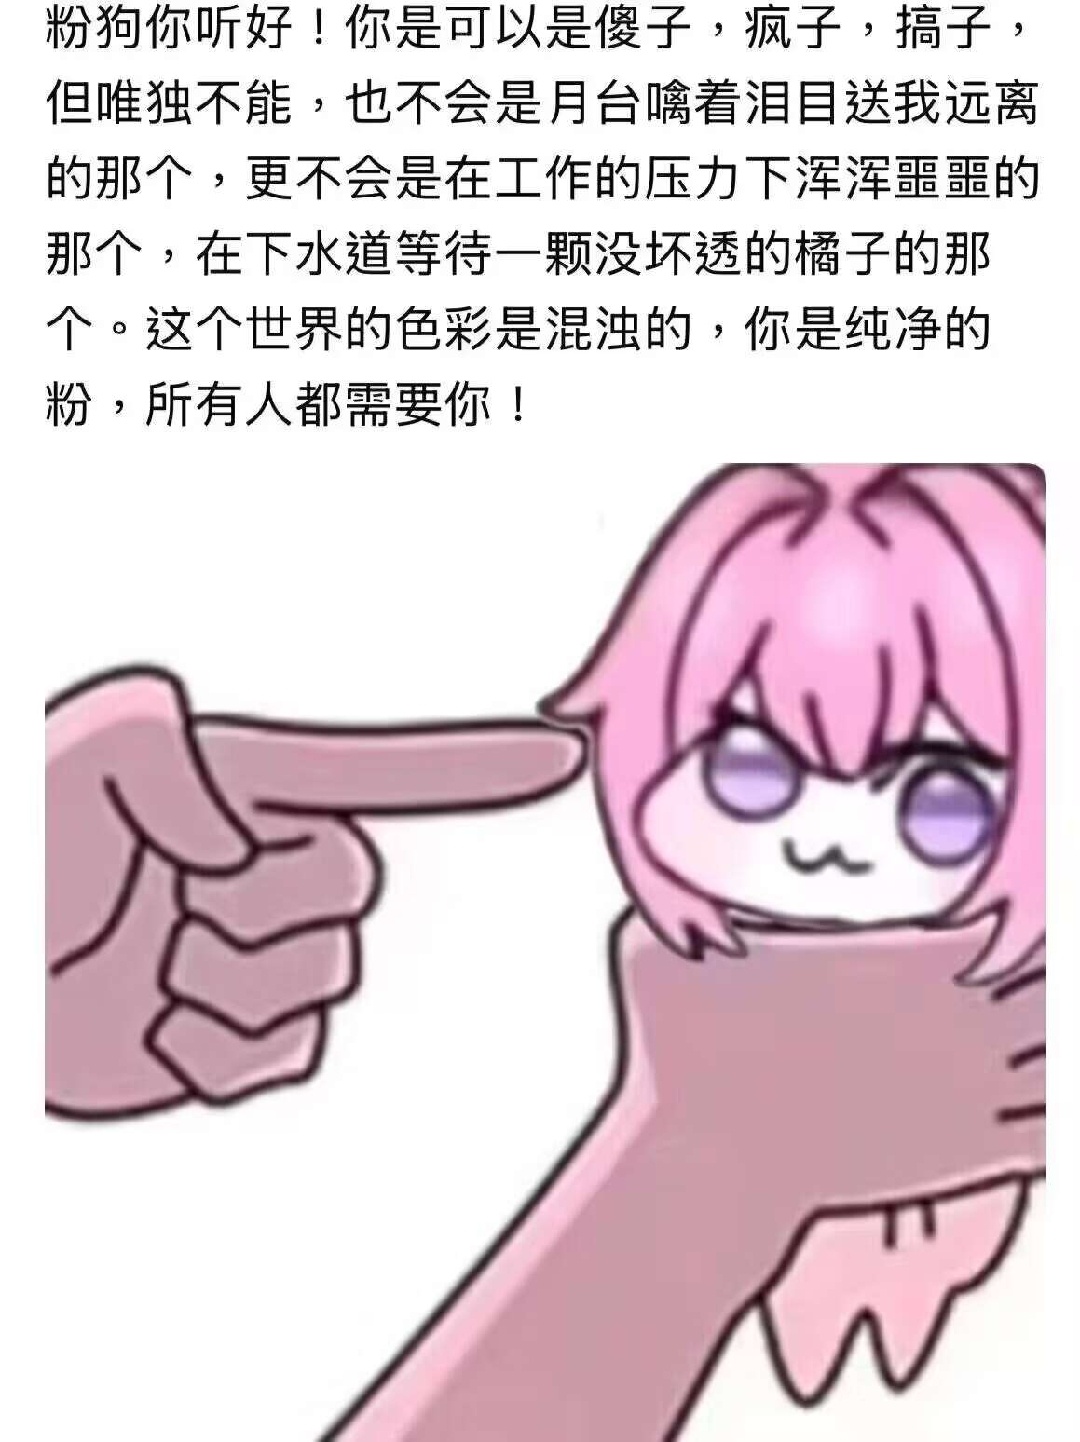 粉狗你听好！你是可以是傻子，疯子，搞子，
但唯独不能，也不会是月台噙着泪目送我远离
的那个，更不会是在工作的压力下浑浑噩噩的
那个，在下水道等待一颗没坏透的橘子的那
个。这个世界的色彩是混浊的，你是纯净的
粉，所有人都需要你！